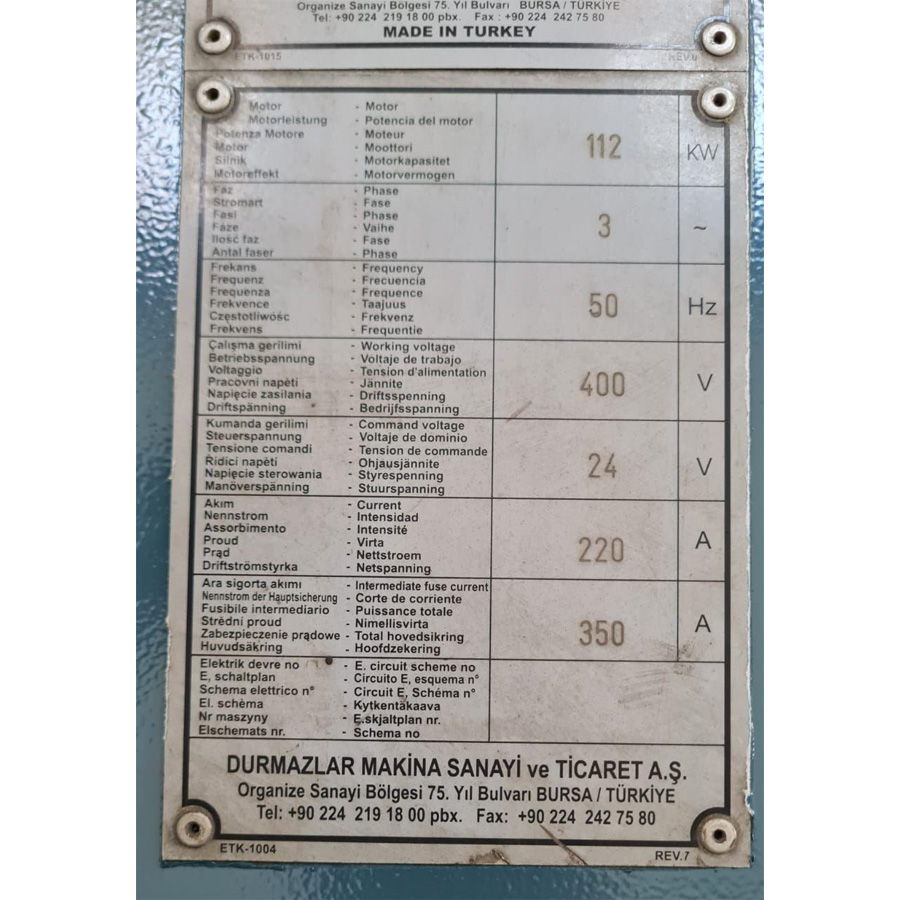 Organize Sanayi Bölgesi 75. Yıl Bulvarı BURSA / TÜRKİYE
Tel: +90 224 219 18 00 pbx. Fax : +90 224 242 75 80
MADE IN TURKEY
ETK-1015 REV.0
Motor - Motor
Motorleistung - Potencia del motor
Potenza Motore - Moteur
Motor - Moottori
Silnik - Motorkapasitet
Motoreffekt - Motorvermogen
112 KW
Faz - Phase
Stromart - Fase
Fasi - Phase
Faze - Vaihe
Ilosć faz - Fase
Antal faser - Phase
3 ~
Frekans - Frequency
Frequenz - Frecuencia
Frequenza - Frequence
Frekvence - Taajuus
Częstotliwość - Frekvenz
Frekvens - Frequentie
50 Hz
Çalışma gerilimi - Working voltage
Betriebsspannung - Voltaje de trabajo
Voltaggio - Tension d'alimentation
Pracovni napèti - Jännite
Napięcie zasilania - Driftsspenning
Driftspänning - Bedrijfsspanning
400 V
Kumanda gerilimi - Command voltage
Steuerspannung - Voltaje de dominio
Tensione comandi - Tension de commande
Ridici napèti - Ohjausjännite
Napięcie sterowania - Styrespenning
Manöverspänning - Stuurspanning
24 V
Akım - Current
Nennstrom - Intensidad
Assorbimento - Intensité
Proud - Virta
Prąd - Nettstroem
Driftströmstyrka - Netspanning
220 A
Ara sigorta akımı - Intermediate fuse current
Nennstrom der Hauptsicherung - Corte de corriente
Fusibile intermediario - Puissance totale
Strědní proud - Nimellisvirta
Zabezpieczenie prądowe - Total hovedsikring
Huvudsäkring - Hoofdzekering
350 A
Elektrik devre no - E. circuit scheme no
E, schaltplan - Circuito E, esquema n°
Schema elettrico n° - Circuit E, Schéma n°
El. schèma - Kytkentäkaava
Nr maszyny - E.skjaltplan nr.
Elschemats nr. - Schema no
DURMAZLAR MAKİNA SANAYİ ve TİCARET A.Ş.
Organize Sanayi Bölgesi 75. Yıl Bulvarı BURSA / TÜRKİYE
Tel: +90 224 219 18 00 pbx. Fax: +90 224 242 75 80
ETK-1004 REV.7